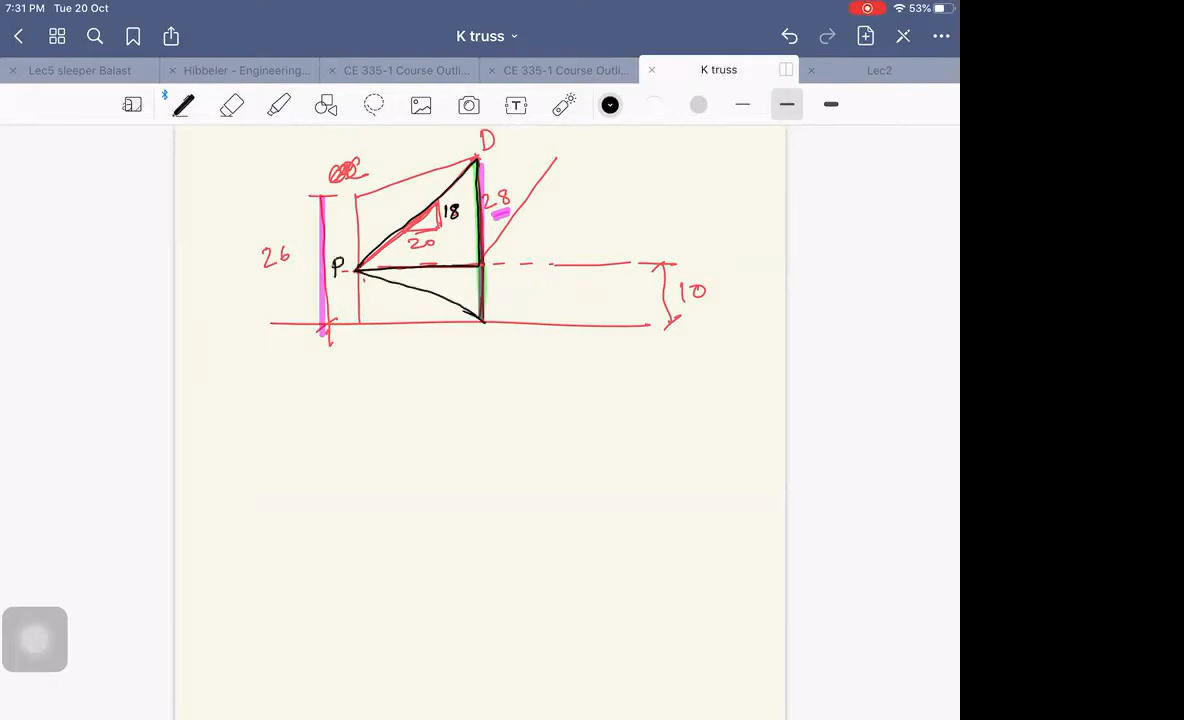 7:31 PM Tue 20 Oct
53%
K truss
Lec5 sleeper Balast
Hibbeler - Engineering...
CE 335-1 Course Outli...
CE 335-1 Course Outli...
K truss
Lec2
D
28
18
20
26
P
10